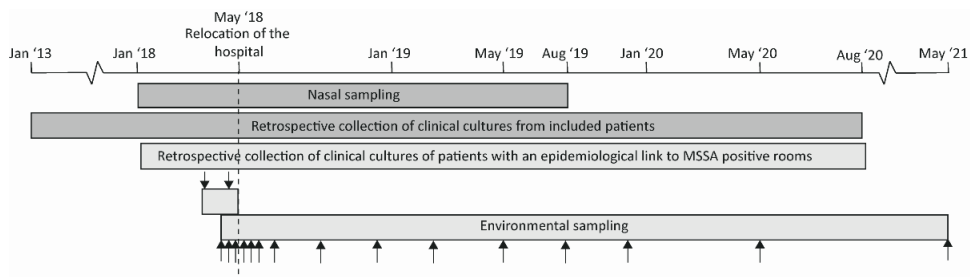 May ‘18
Relocation of the
hospital
Jan ‘13
Jan ‘18
Jan ‘19
May ‘19
Aug ‘19
Jan ‘20
May ‘20
Aug ‘20
May ‘21
Nasal sampling
Retrospective collection of clinical cultures from included patients
Retrospective collection of clinical cultures of patients with an epidemiological link to MSSA positive rooms
Environmental sampling